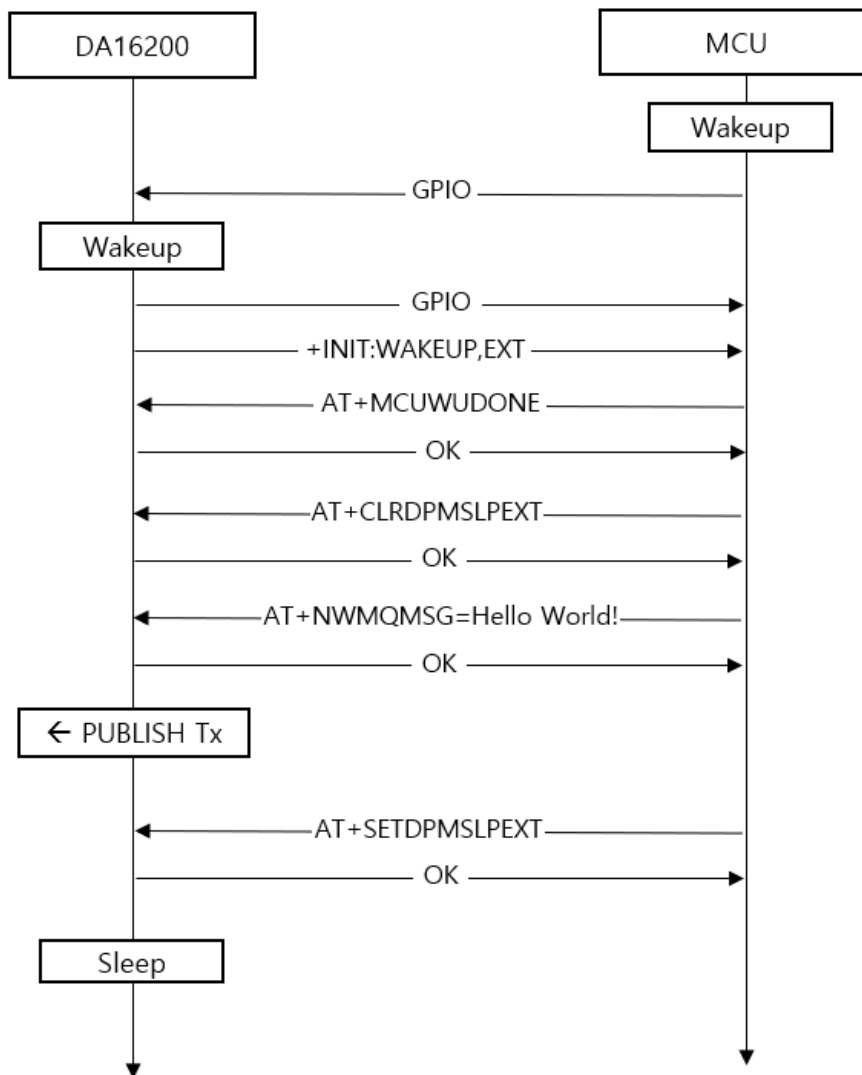 DA16200
MCU
Wakeup
GPIO
Wakeup
GPIO
+INIT:WAKEUP,EXT
AT+MCUWUDONE
OK
AT+CLRDPMSLPEXT
OK
AT+NWMQMSG=Hello World!
OK
← PUBLISH Tx
AT+SETDPMSLPEXT
OK
Sleep